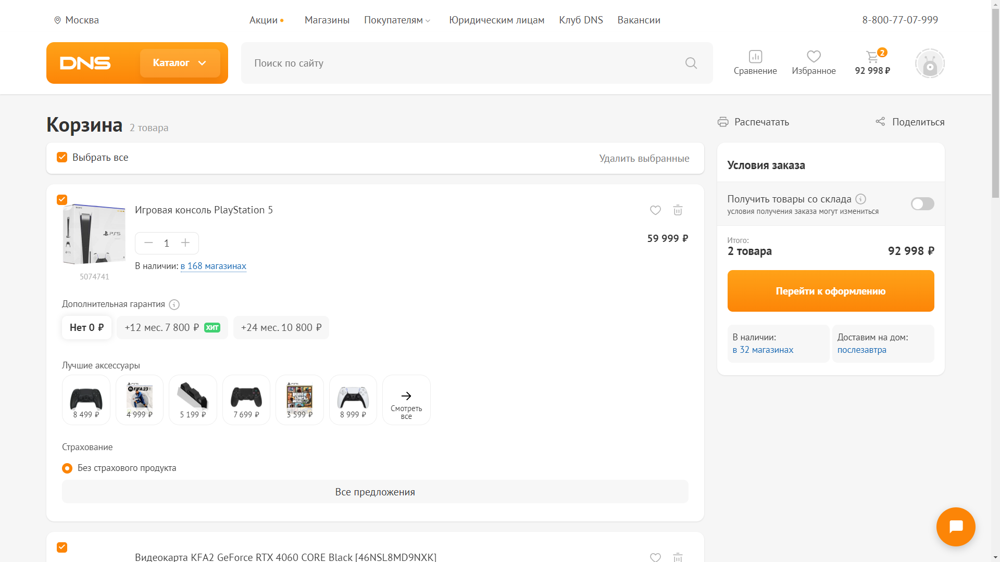 Москва
Акции
Магазины
Покупателям
Юридическим лицам
Клуб DNS
Вакансии
8-800-77-07-999
DNS
Каталог
Поиск по сайту
Сравнение
Избранное
2
92 998 ₽
Корзина
2 товара
Распечатать
Поделиться
Выбрать все
Удалить выбранные
Игровая консоль PlayStation 5
1
59 999 ₽
В наличии: в 168 магазинах
PS5
5074741
Дополнительная гарантия
Нет 0 ₽
+12 мес. 7 800 ₽ ХИТ
+24 мес. 10 800 ₽
Лучшие аксессуары
8 499 ₽
FIFA 23
4 999 ₽
5 199 ₽
7 699 ₽
3 599 ₽
8 999 ₽
Смотреть
все
Страхование
Без страхового продукта
Все предложения
Видеокарта KFA2 GeForce RTX 4060 CORE Black [46NSL8MD9NXK]
Условия заказа
Получить товары со склада
условия получения заказа могут измениться
Итого:
2 товара
92 998 ₽
Перейти к оформлению
В наличии:
в 32 магазинах
Доставим на дом:
послезавтра